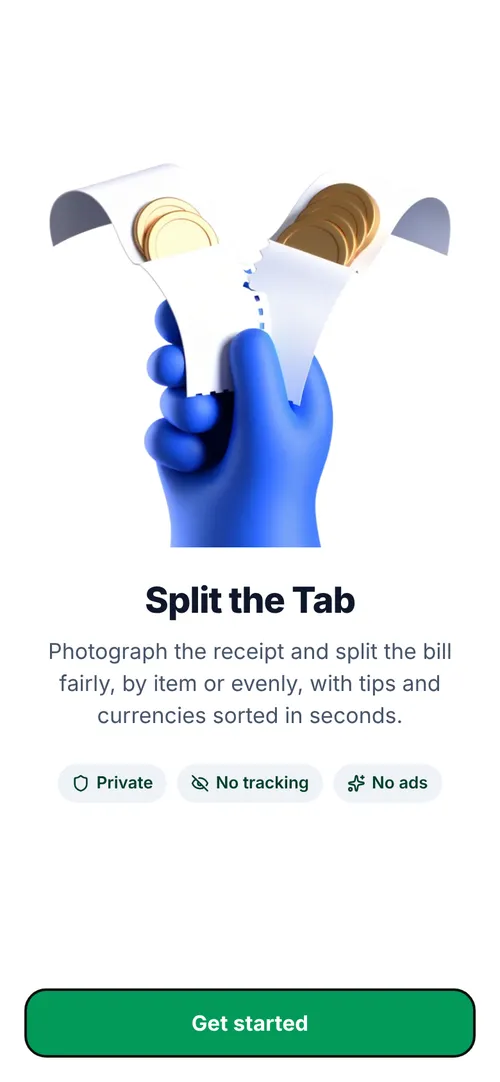 Split the Tab
Photograph the receipt and split the bill
fairly, by item or evenly, with tips and
currencies sorted in seconds.
Private
No tracking
No ads
Get started